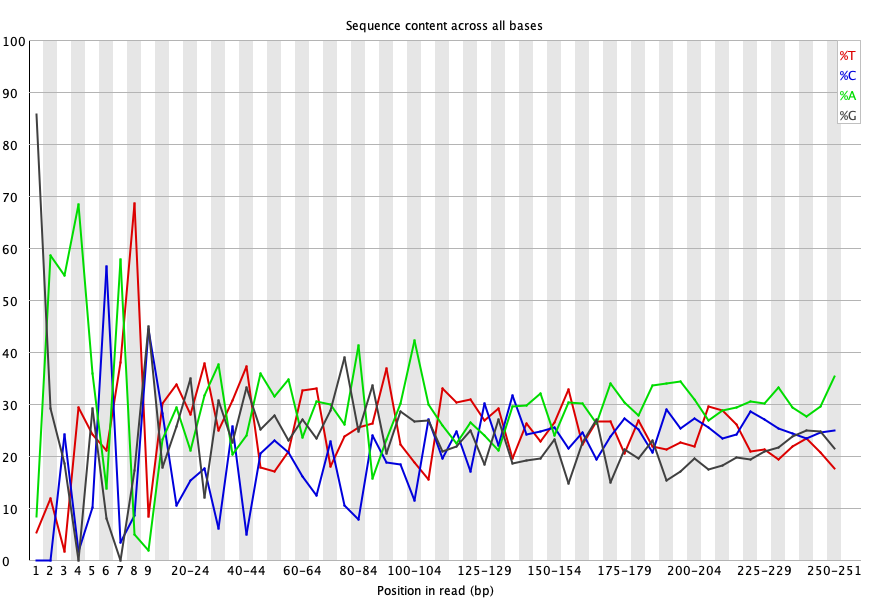 Sequence content across all bases
100
90
80
70
60
50
40
30
20
10
0
%T
%C
%A
%G
1 2 3 4 5 6 7 8 9 20-24 40-44 60-64 80-84 100-104 125-129 150-154 175-179 200-204 225-229 250-251
Position in read (bp)